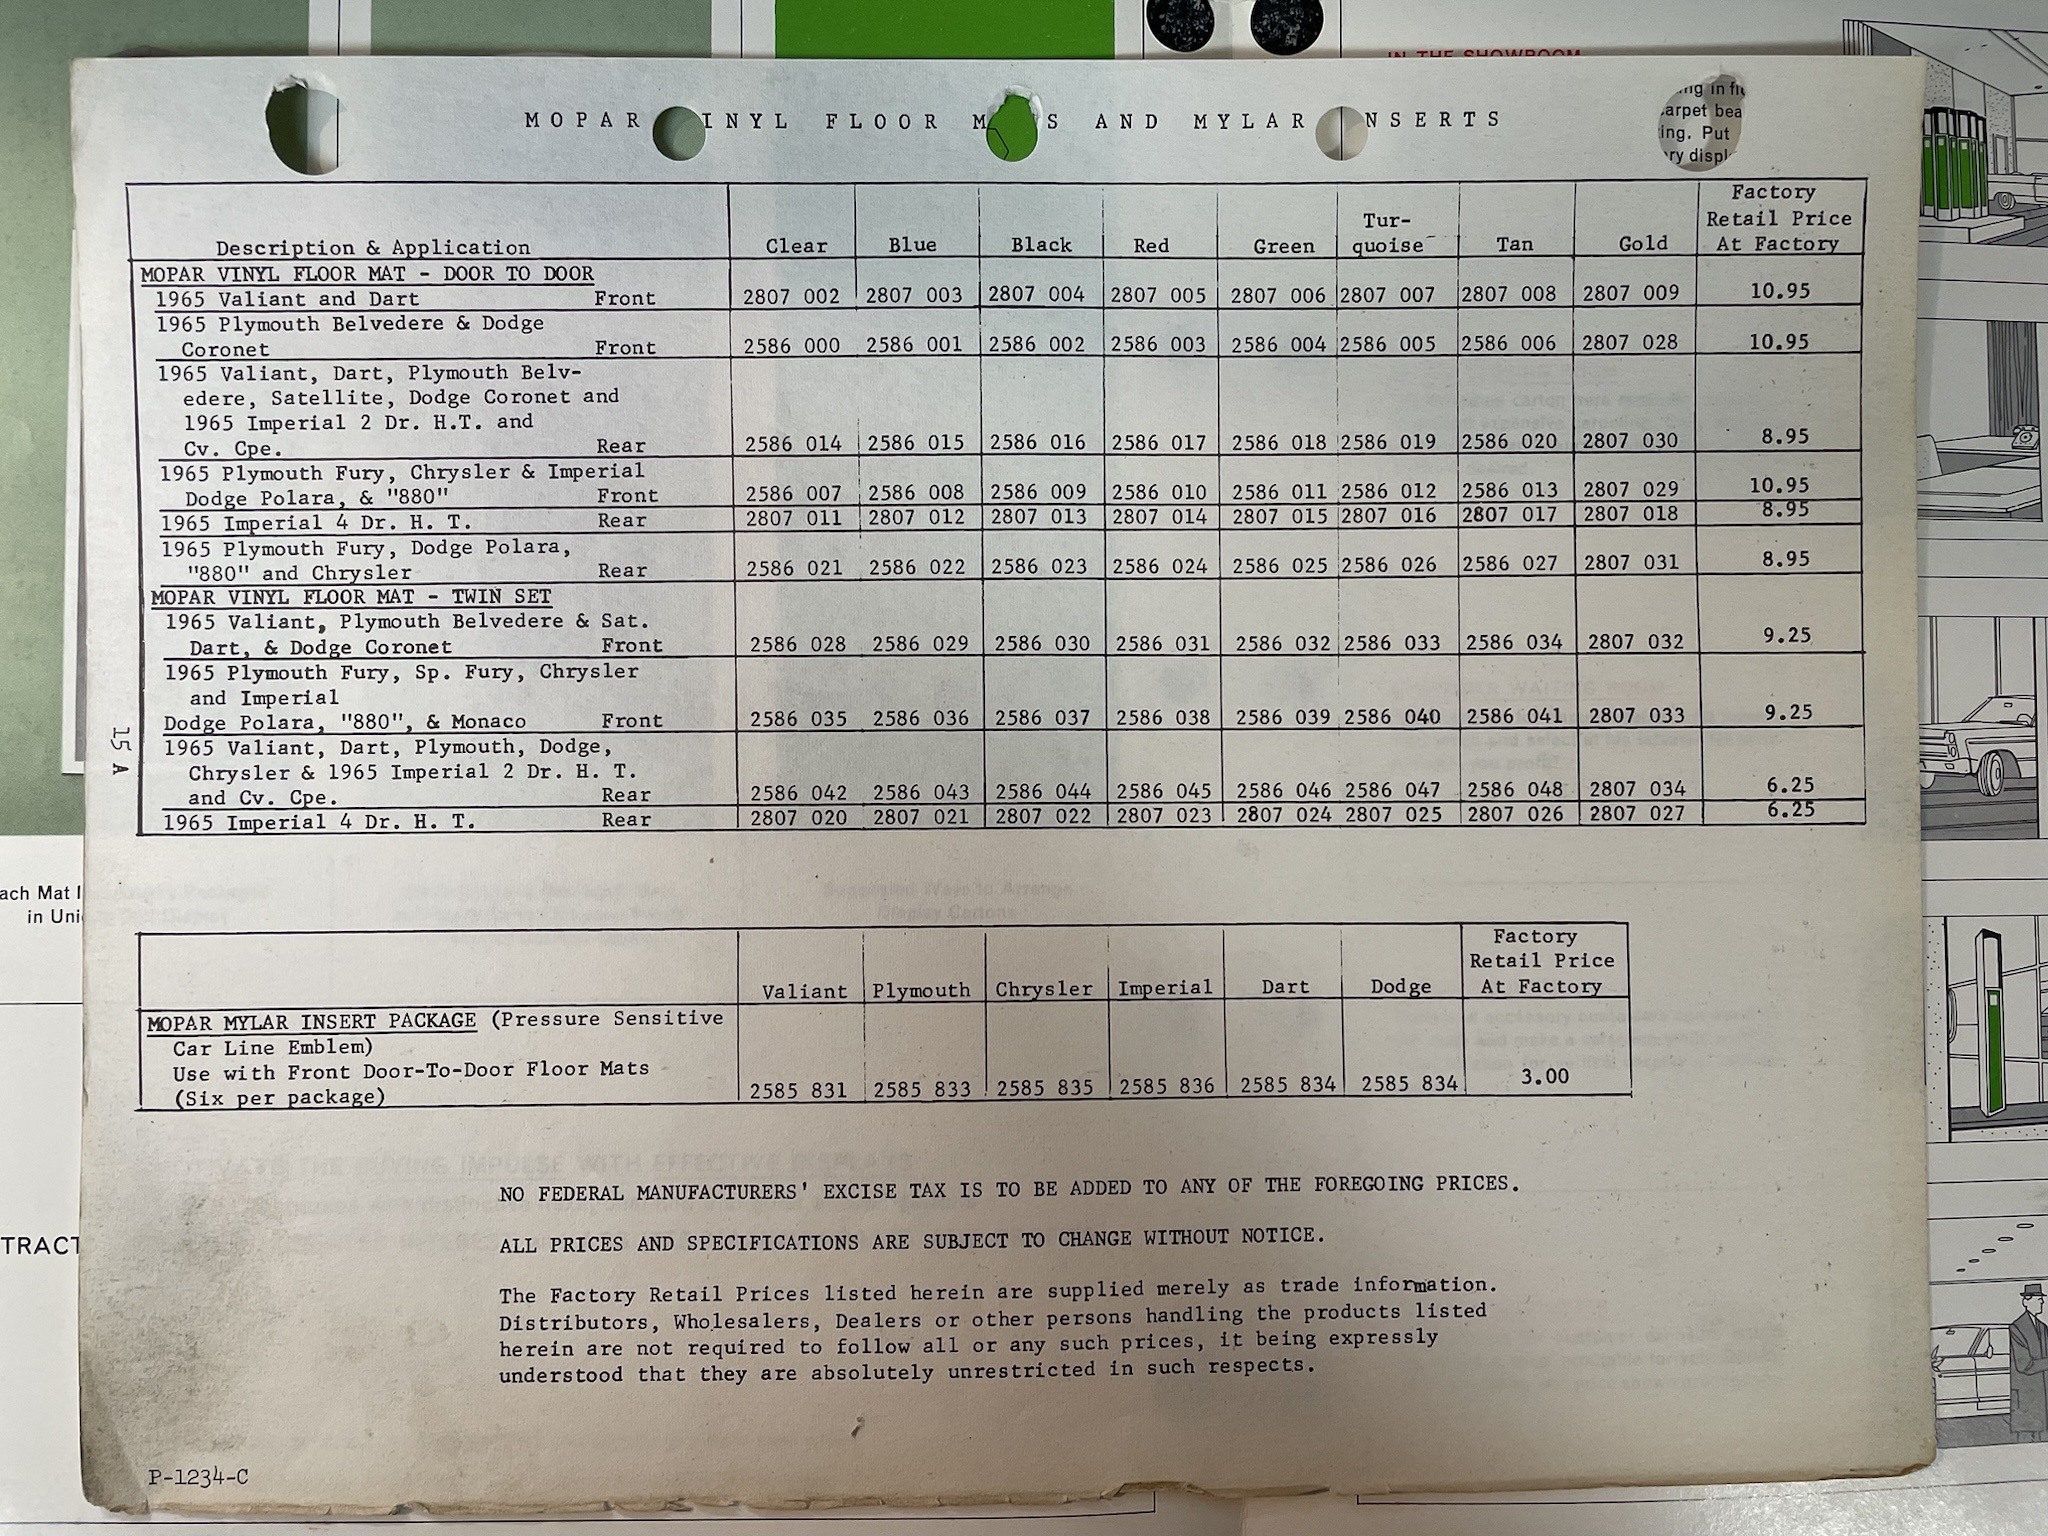 IN THE SHOWROOM
ng in
carpet bea
ing. Put
ry displ
MOPAR INYL FLOOR M S AND MYLAR NSERTS
Factory
Tur- Retail Price
Description & Application Clear Blue Black Red Green quoise Tan Gold At Factory
MOPAR VINYL FLOOR MAT - DOOR TO DOOR
1965 Valiant and Dart Front 2807 002 2807 003 2807 004 2807 005 2807 006 2807 007 2807 008 2807 009 10.95
1965 Plymouth Belvedere & Dodge
Coronet Front 2586 000 2586 001 2586 002 2586 003 2586 004 2586 005 2586 006 2807 028 10.95
1965 Valiant, Dart, Plymouth Belv-
edere, Satellite, Dodge Coronet and
1965 Imperial 2 Dr. H.T. and
Cv. Cpe. Rear 2586 014 2586 015 2586 016 2586 017 2586 018 2586 019 2586 020 2807 030 8.95
1965 Plymouth Fury, Chrysler & Imperial
Dodge Polara, & "880" Front 2586 007 2586 008 2586 009 2586 010 2586 011 2586 012 2586 013 2807 029 10.95
1965 Imperial 4 Dr. H. T. Rear 2807 011 2807 012 2807 013 2807 014 2807 015 2807 016 2807 017 2807 018 8.95
1965 Plymouth Fury, Dodge Polara,
"880" and Chrysler Rear 2586 021 2586 022 2586 023 2586 024 2586 025 2586 026 2586 027 2807 031 8.95
MOPAR VINYL FLOOR MAT - TWIN SET
1965 Valiant, Plymouth Belvedere & Sat.
Dart, & Dodge Coronet Front 2586 028 2586 029 2586 030 2586 031 2586 032 2586 033 2586 034 2807 032 9.25
1965 Plymouth Fury, Sp. Fury, Chrysler
and Imperial
Dodge Polara, "880", & Monaco Front 2586 035 2586 036 2586 037 2586 038 2586 039 2586 040 2586 041 2807 033 9.25
1965 Valiant, Dart, Plymouth, Dodge,
Chrysler & 1965 Imperial 2 Dr. H. T.
and Cv. Cpe. Rear 2586 042 2586 043 2586 044 2586 045 2586 046 2586 047 2586 048 2807 034 6.25
1965 Imperial 4 Dr. H. T. Rear 2807 020 2807 021 2807 022 2807 023 2807 024 2807 025 2807 026 2807 027 6.25
15 A
ach Mat
in Uni
Factory
Retail Price
Valiant Plymouth Chrysler Imperial Dart Dodge At Factory
MOPAR MYLAR INSERT PACKAGE (Pressure Sensitive
Car Line Emblem)
Use with Front Door-To-Door Floor Mats
(Six per package) 2585 831 2585 833 2585 835 2585 836 2585 834 2585 834 3.00
NO FEDERAL MANUFACTURERS' EXCISE TAX IS TO BE ADDED TO ANY OF THE FOREGOING PRICES.
TRACT
ALL PRICES AND SPECIFICATIONS ARE SUBJECT TO CHANGE WITHOUT NOTICE.
The Factory Retail Prices listed herein are supplied merely as trade information.
Distributors, Wholesalers, Dealers or other persons handling the products listed
herein are not required to follow all or any such prices, it being expressly
understood that they are absolutely unrestricted in such respects.
P-1234-C